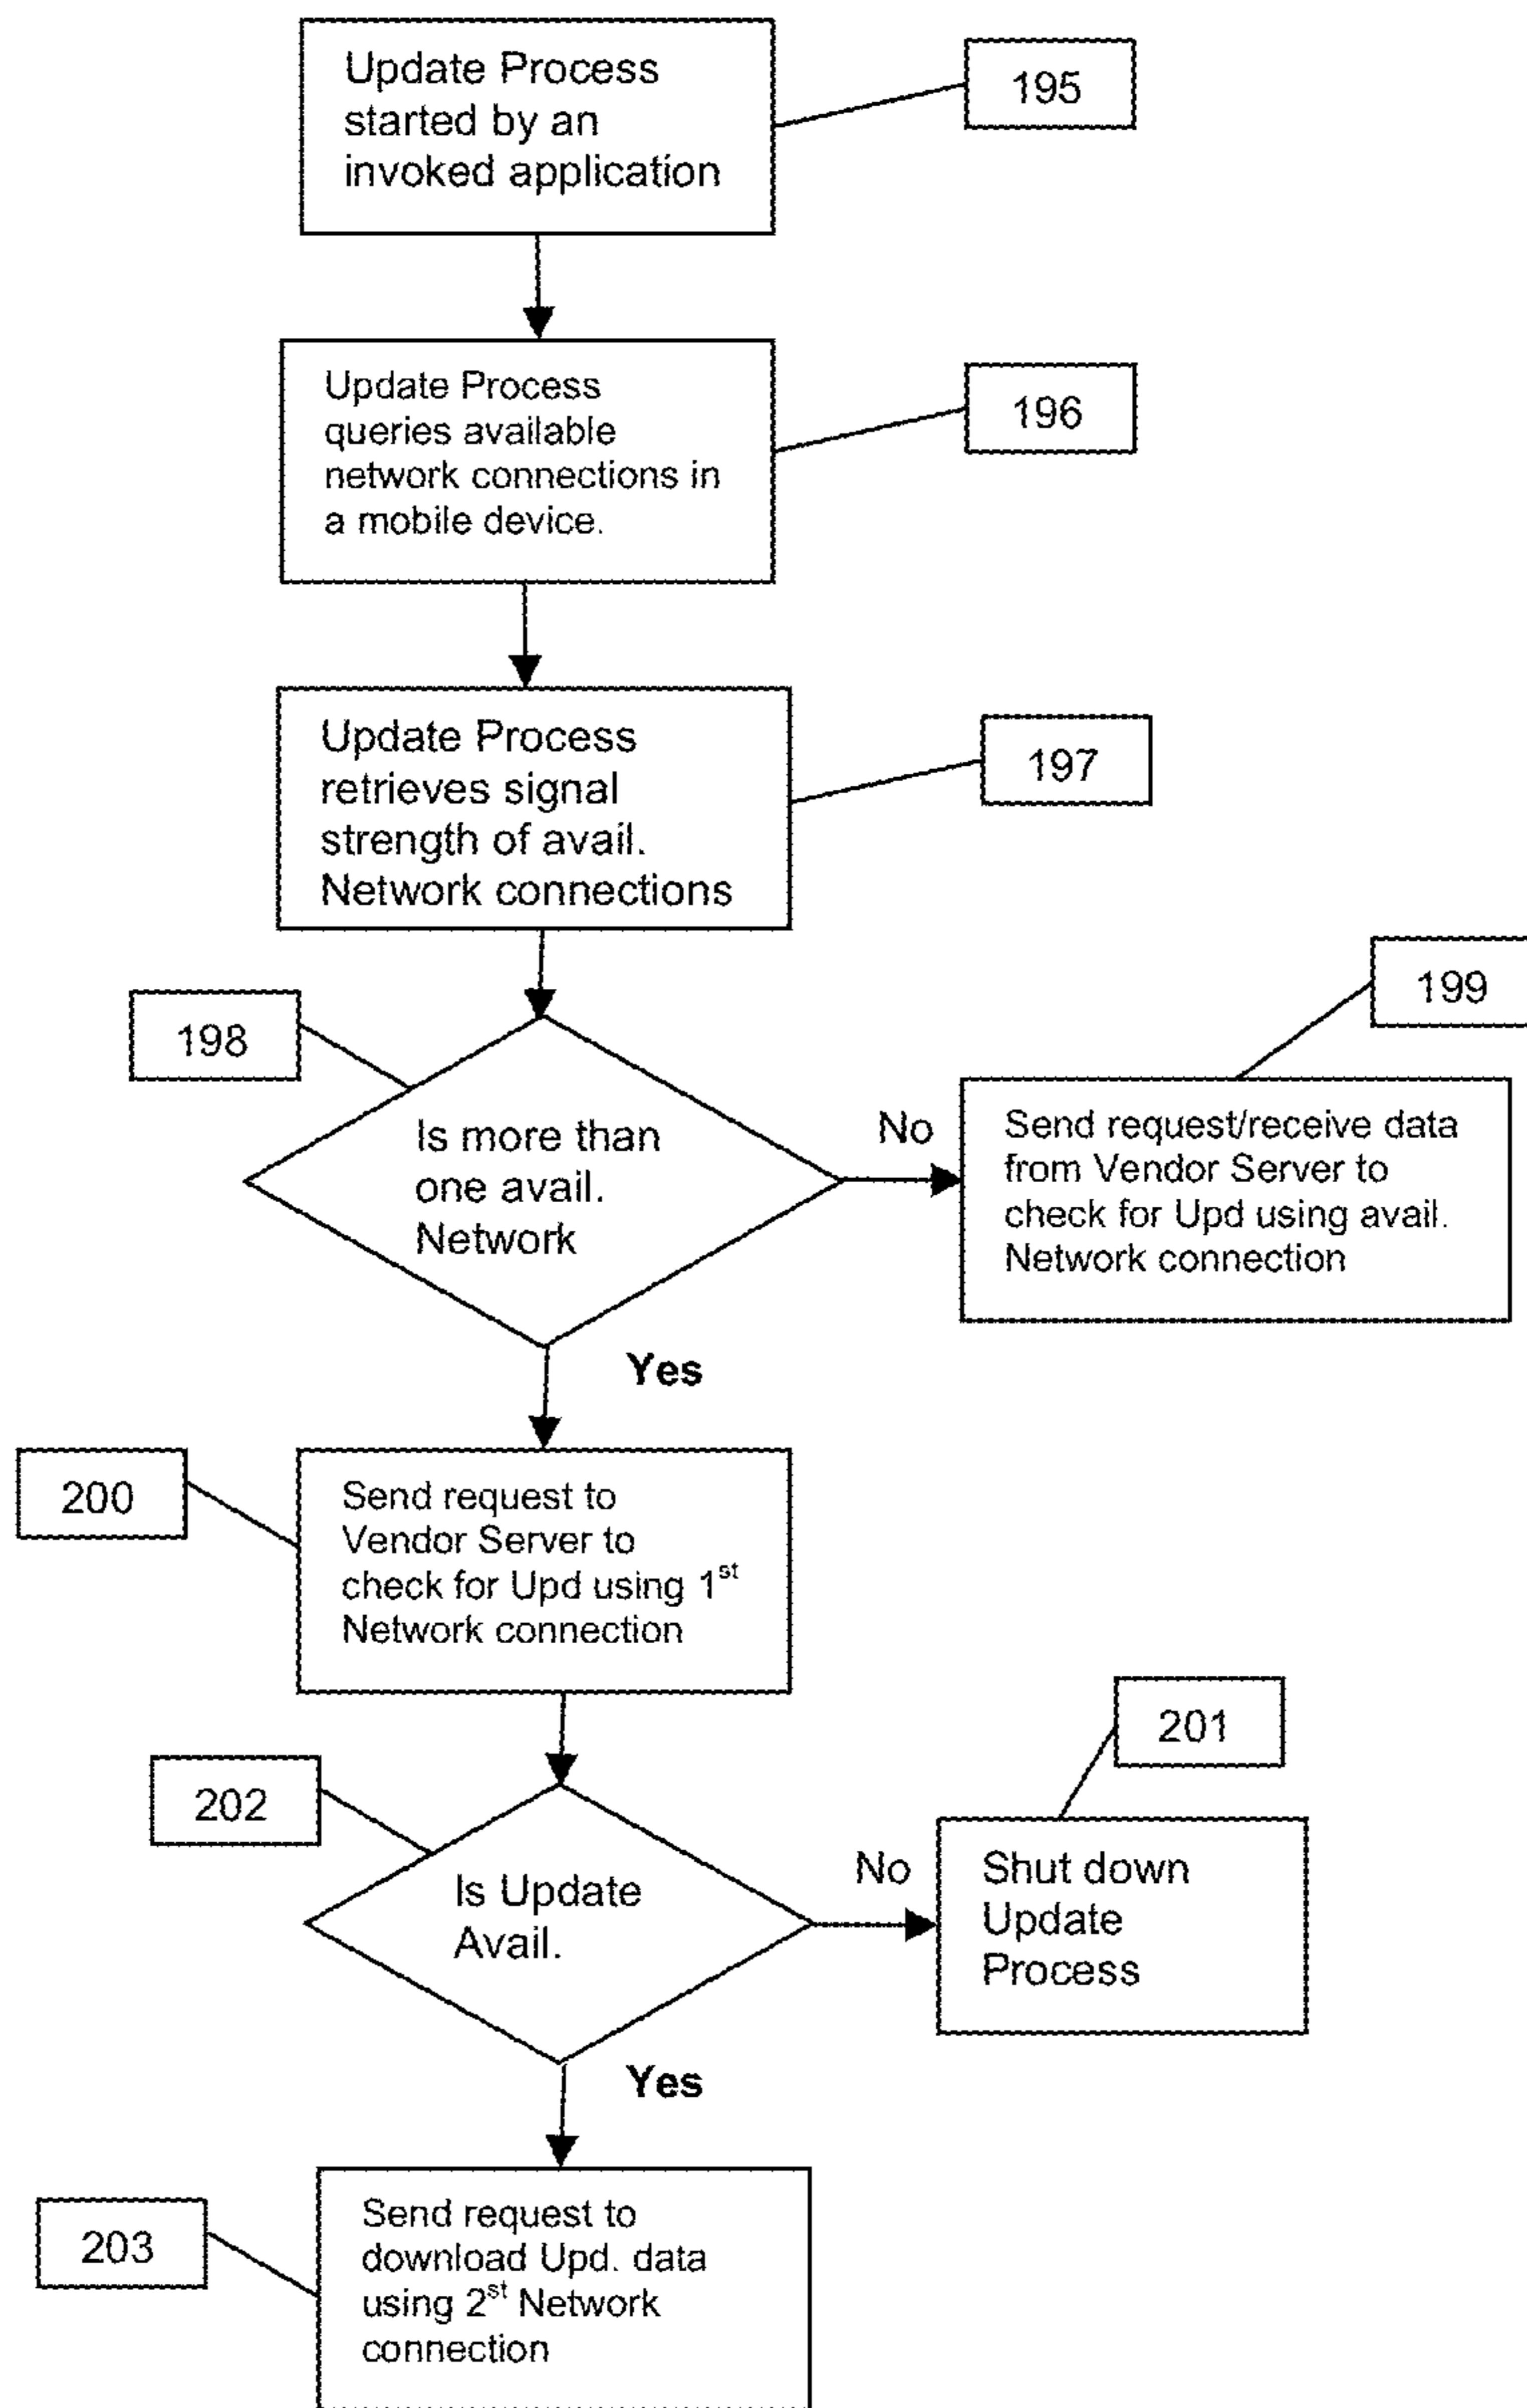 Update Process
started by an
invoked application
195
Update Process
queries available
network connections in
a mobile device.
196
Update Process
retrieves signal
strength of avail.
Network connections
197
198
Is more than
one avail.
Network
No
199
Send request/receive data
from Vendor Server to
check for Upd using avail.
Network connection
Yes
200
Send request to
Vendor Server to
check for Upd using 1st
Network connection
202
Is Update
Avail.
No
201
Shut down
Update
Process
Yes
203
Send request to
download Upd. data
using 2st Network
connection